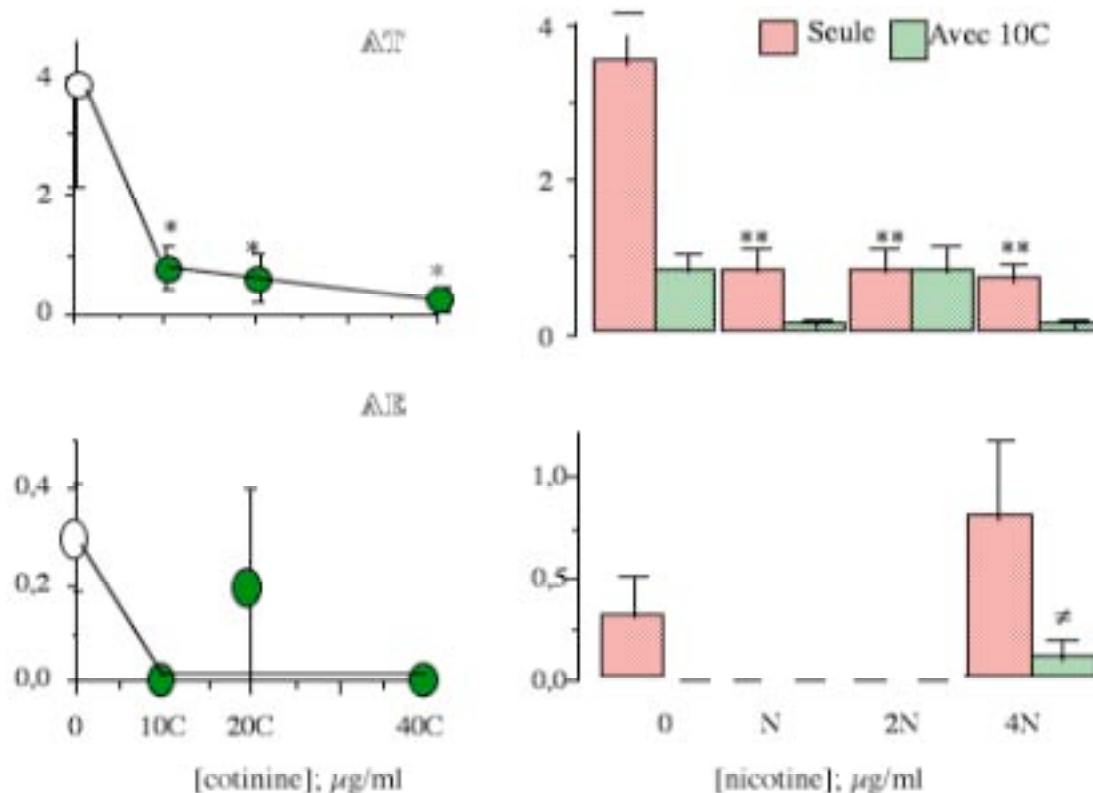 AT
4
2
0
*
*
*
4
2
0
Seule
Avec 10C
**
**
**
AE
0,4
0,2
0,0
0
10C
20C
40C
[cotinine]; µg/ml
1,0
0,5
0,0
≠
0
N
2N
4N
[nicotine]; µg/ml